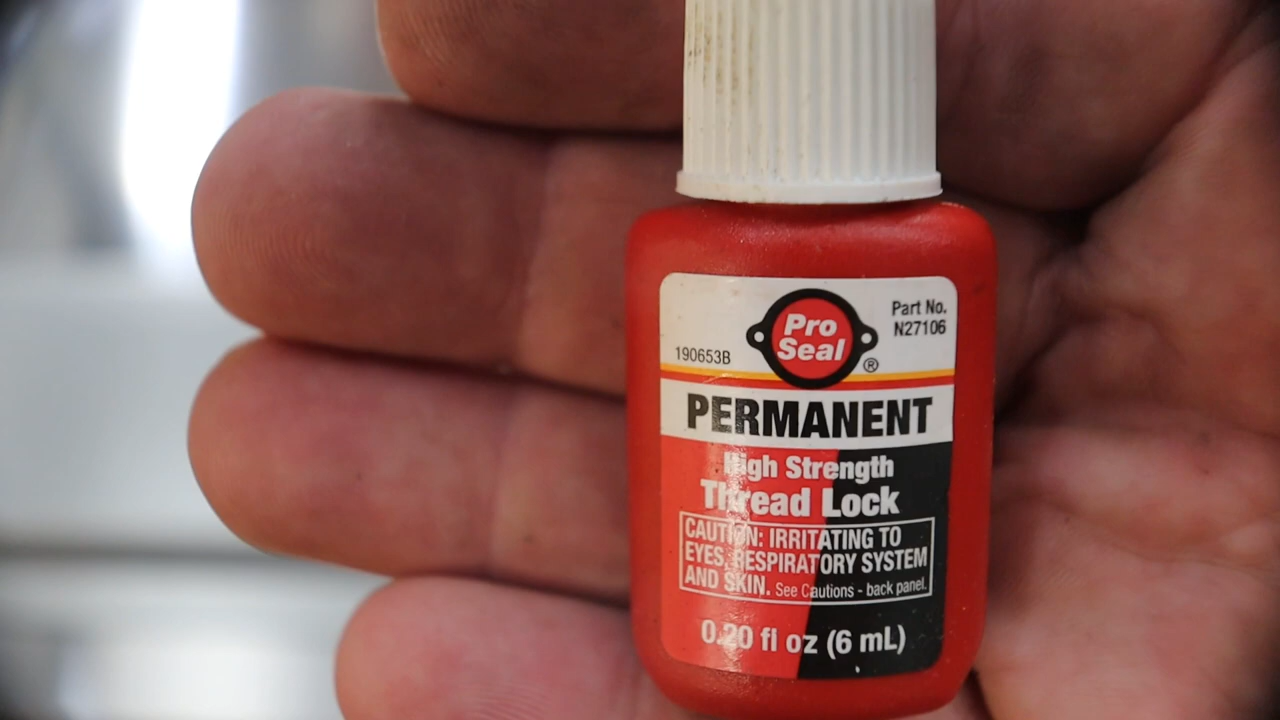 Pro
Seal
®
Part No.
N27106
190653B
PERMANENT
High Strength
Thread Lock
CAUTION: IRRITATING TO
EYES, RESPIRATORY SYSTEM
AND SKIN. See Cautions - back panel.
0.20 fl oz (6 mL)